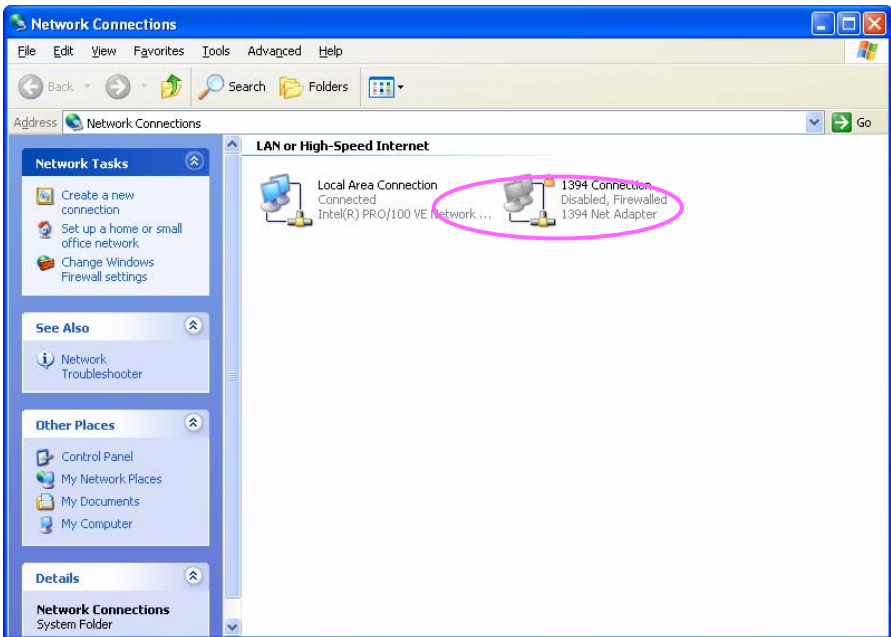 Network Connections
File Edit View Favorites Tools Advanced Help
Back Search Folders
Address Network Connections Go
Network Tasks
Create a new
connection
Set up a home or small
office network
Change Windows
Firewall settings
See Also
Network
Troubleshooter
Other Places
Control Panel
My Network Places
My Documents
My Computer
Details
Network Connections
System Folder
LAN or High-Speed Internet
Local Area Connection
Connected
Intel(R) PRO/100 VE Network ...
1394 Connection
Disabled, Firewalled
1394 Net Adapter